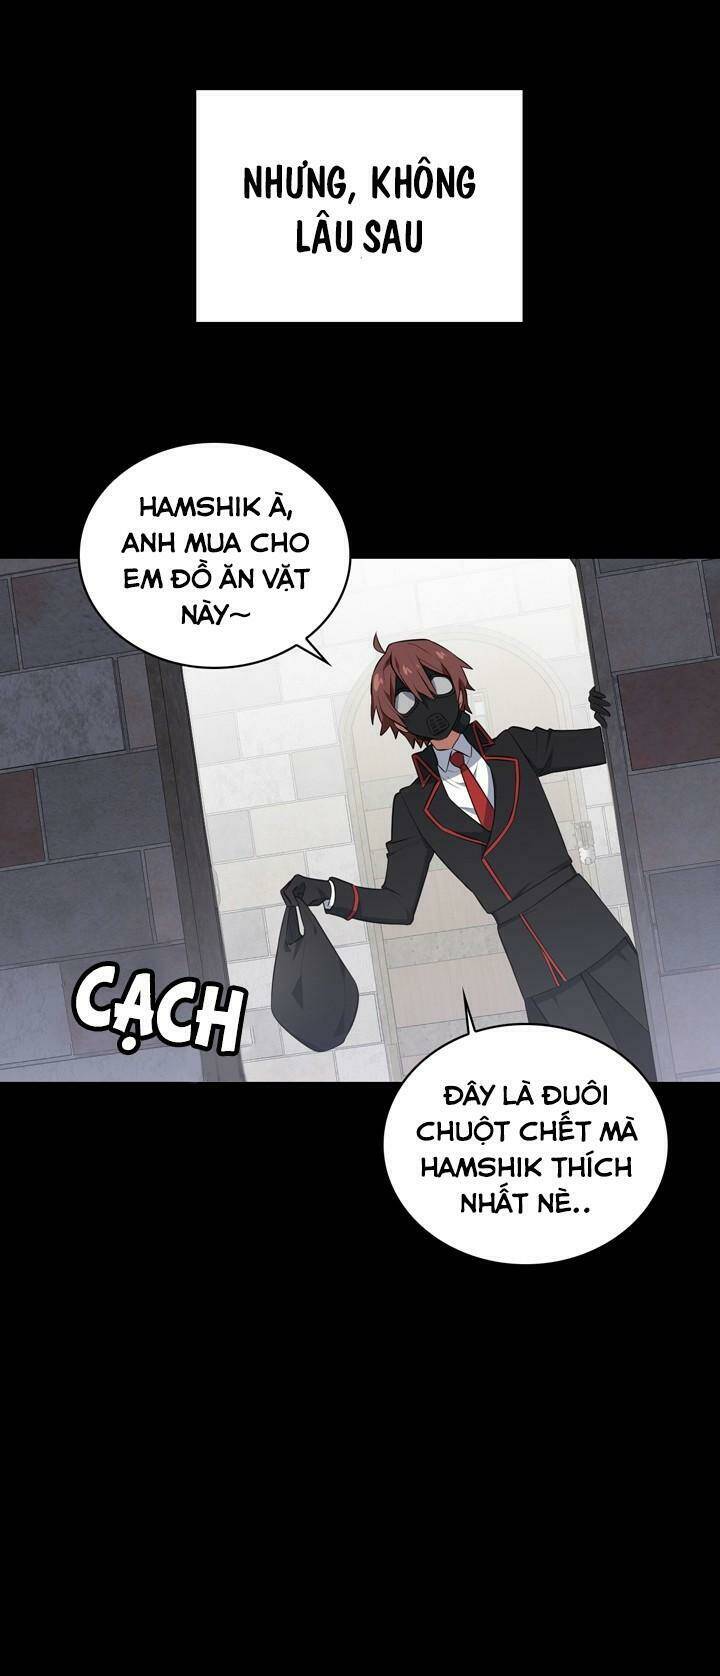 NHƯNG, KHÔNG
LÂU SAU
HAMSHIK À,
ANH MUA CHO
EM ĐỒ ĂN VẶT
NÀY~
CẠCH
ĐÂY LÀ ĐUÔI
CHUỘT CHẾT MÀ
HAMSHIK THÍCH
NHẤT NÈ..